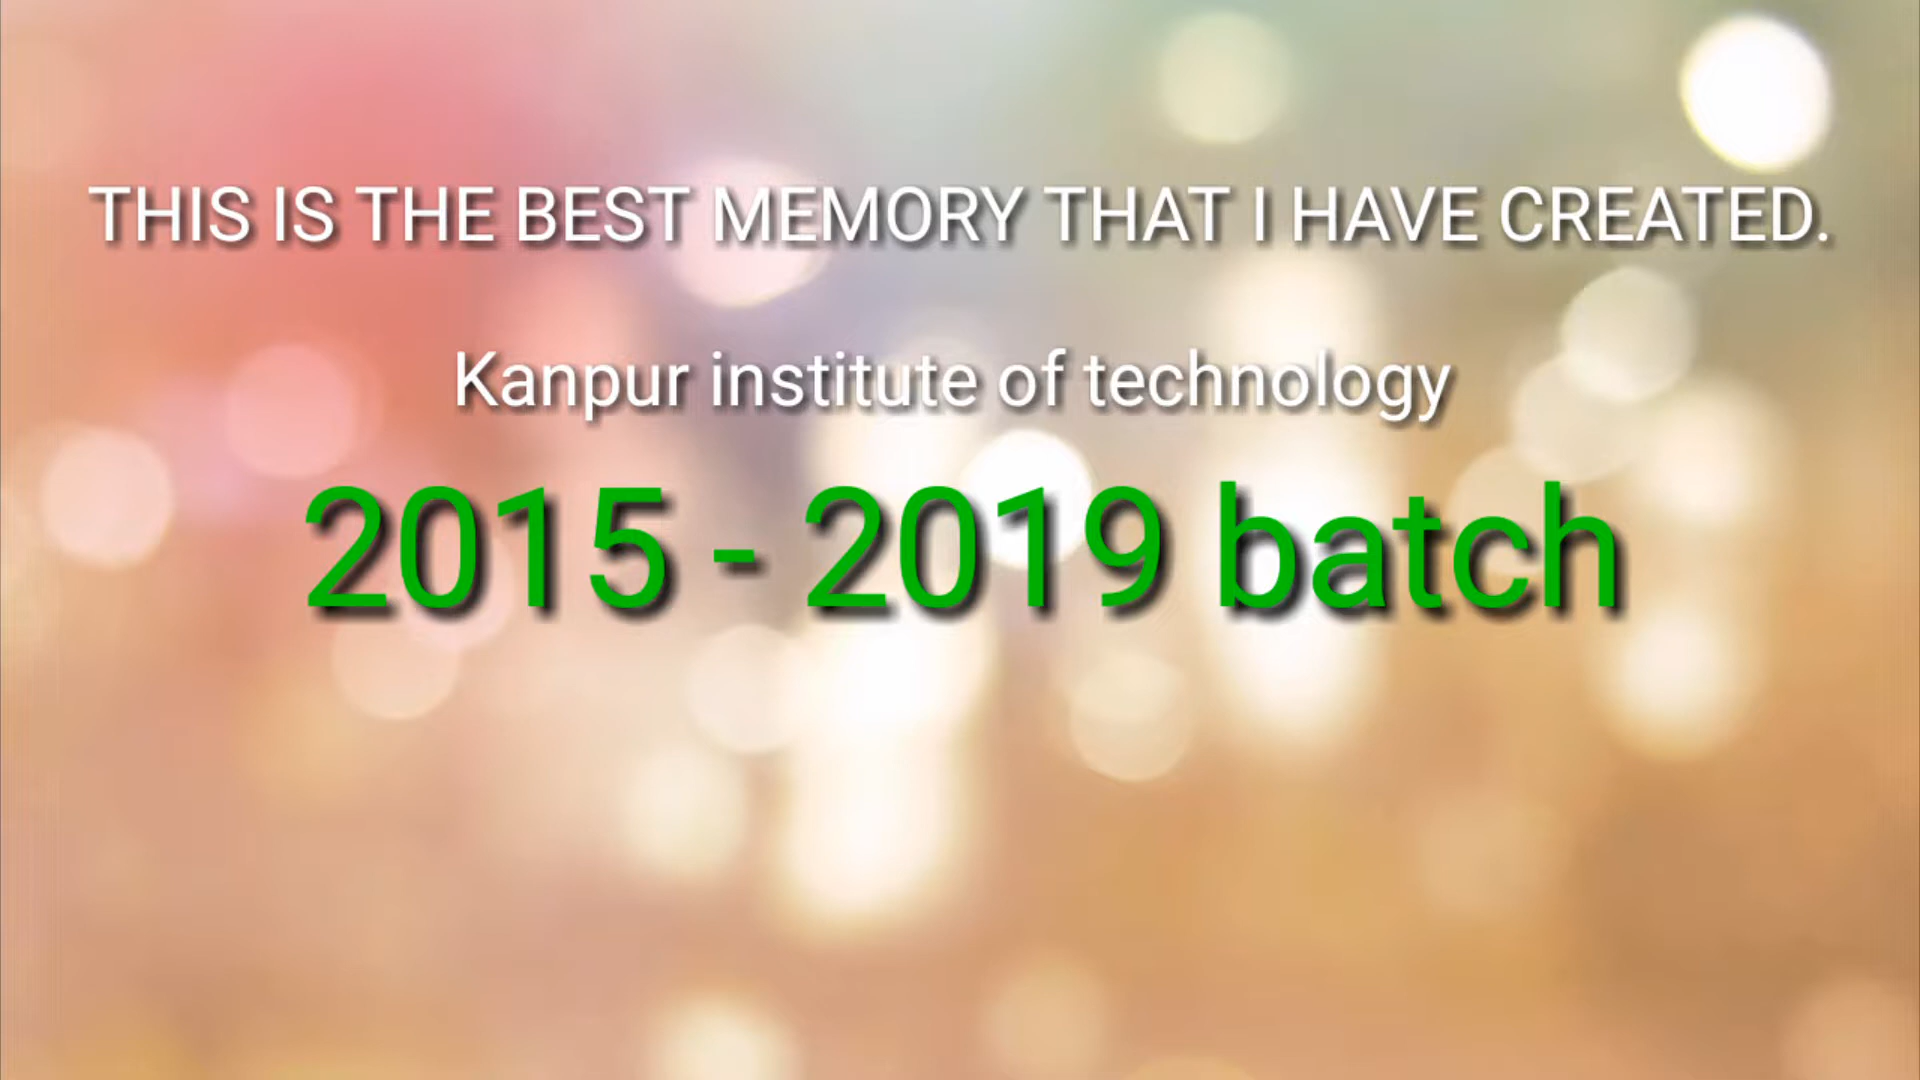 THIS IS THE BEST MEMORY THAT I HAVE CREATED.
Kanpur institute of technology
2015 - 2019 batch